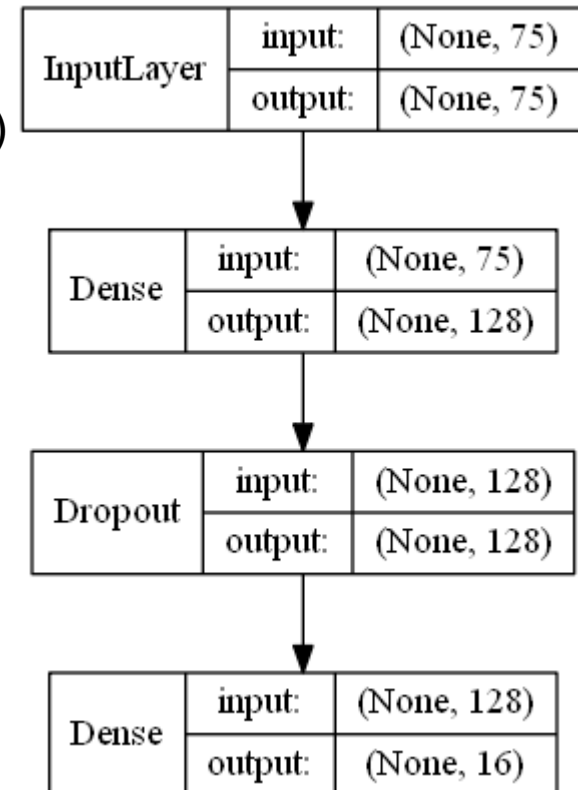 InputLayer input: (None, 75)
output: (None, 75)
)
Dense input: (None, 75)
output: (None, 128)
Dropout input: (None, 128)
output: (None, 128)
Dense input: (None, 128)
output: (None, 16)